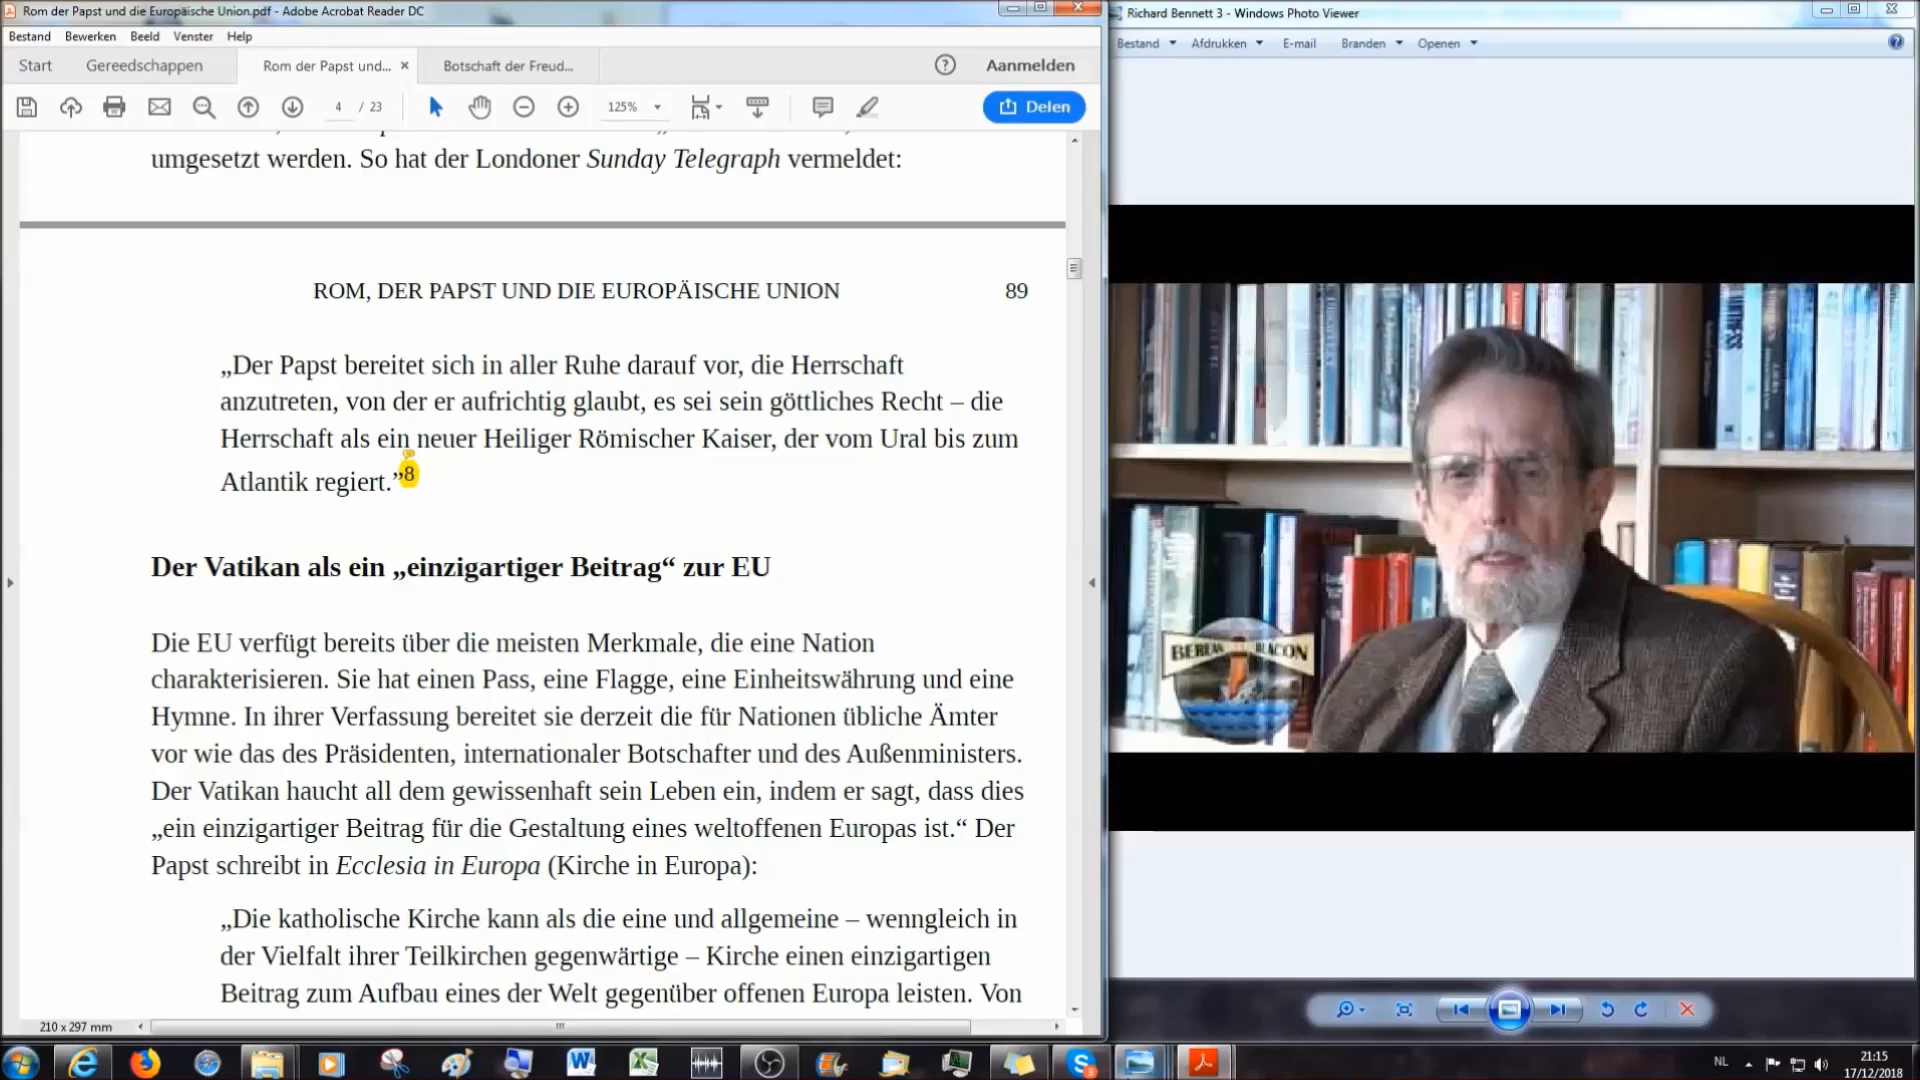 Rom der Papst und die Europäische Union.pdf - Adobe Acrobat Reader DC
Bestand Bewerken Beeld Venster Help
Start Gereedschappen Rom der Papst und... × Botschaft der Freud... Aanmelden
4 / 23 125% Delen
umgesetzt werden. So hat der Londoner Sunday Telegraph vermeldet:
ROM, DER PAPST UND DIE EUROPÄISCHE UNION 89
„Der Papst bereitet sich in aller Ruhe darauf vor, die Herrschaft
anzutreten, von der er aufrichtig glaubt, es sei sein göttliches Recht – die
Herrschaft als ein neuer Heiliger Römischer Kaiser, der vom Ural bis zum
Atlantik regiert.”8
Der Vatikan als ein „einzigartiger Beitrag“ zur EU
Die EU verfügt bereits über die meisten Merkmale, die eine Nation
charakterisieren. Sie hat einen Pass, eine Flagge, eine Einheitswährung und eine
Hymne. In ihrer Verfassung bereitet sie derzeit die für Nationen übliche Ämter
vor wie das des Präsidenten, internationaler Botschafter und des Außenministers.
Der Vatikan haucht all dem gewissenhaft sein Leben ein, indem er sagt, dass dies
„ein einzigartiger Beitrag für die Gestaltung eines weltoffenen Europas ist.“ Der
Papst schreibt in Ecclesia in Europa (Kirche in Europa):
„Die katholische Kirche kann als die eine und allgemeine – wenngleich in
der Vielfalt ihrer Teilkirchen gegenwärtige – Kirche einen einzigartigen
Beitrag zum Aufbau eines der Welt gegenüber offenen Europa leisten. Von
210 x 297 mm
Richard Bennett 3 - Windows Photo Viewer
Bestand Afdrukken E-mail Branden Openen
BEREAN BEACON
NL
21:15
17/12/2018